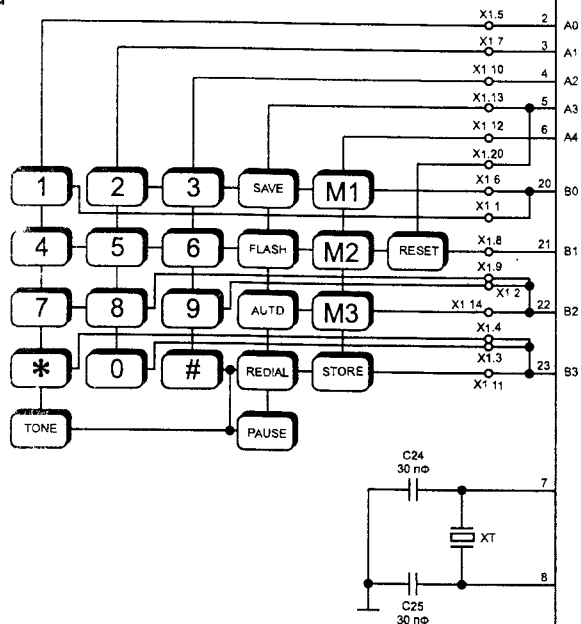 X1.5 2 A0
X1 7 3 A1
X1 10 4 A2
X1.13 5 A3
X1 12 6 A4
X1.20
1 2 3 SAVE M1 X1 6 20 B0
X1 1
4 5 6 FLASH M2 RESET X1.8 21 B1
X1.9
X1 2
7 8 9 AUTO M3 X1 14 22 B2
X1.4
* 0 # REDIAL STORE X1.3 23 B3
X1 11
TONE PAUSE
C24
30 пФ
7
XT
8
C25
30 пФ